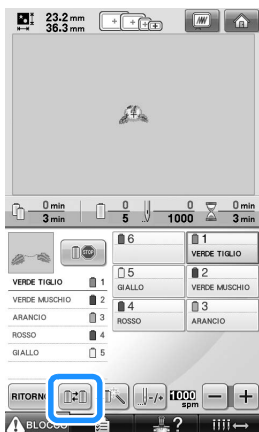 23.2 mm
36.3 mm
0 min
3 min
0
5
0
1000
0 min
3 min
STOP
6
1
VERDE TIGLIO
VERDE TIGLIO 1
VERDE MUSCHIO 2
ARANCIO 3
ROSSO 4
GIALLO 5
5
GIALLO
2
VERDE MUSCHIO
4
ROSSO
3
ARANCIO
RITORN
-/+
1000
spm
-
+
BLOCCO
?